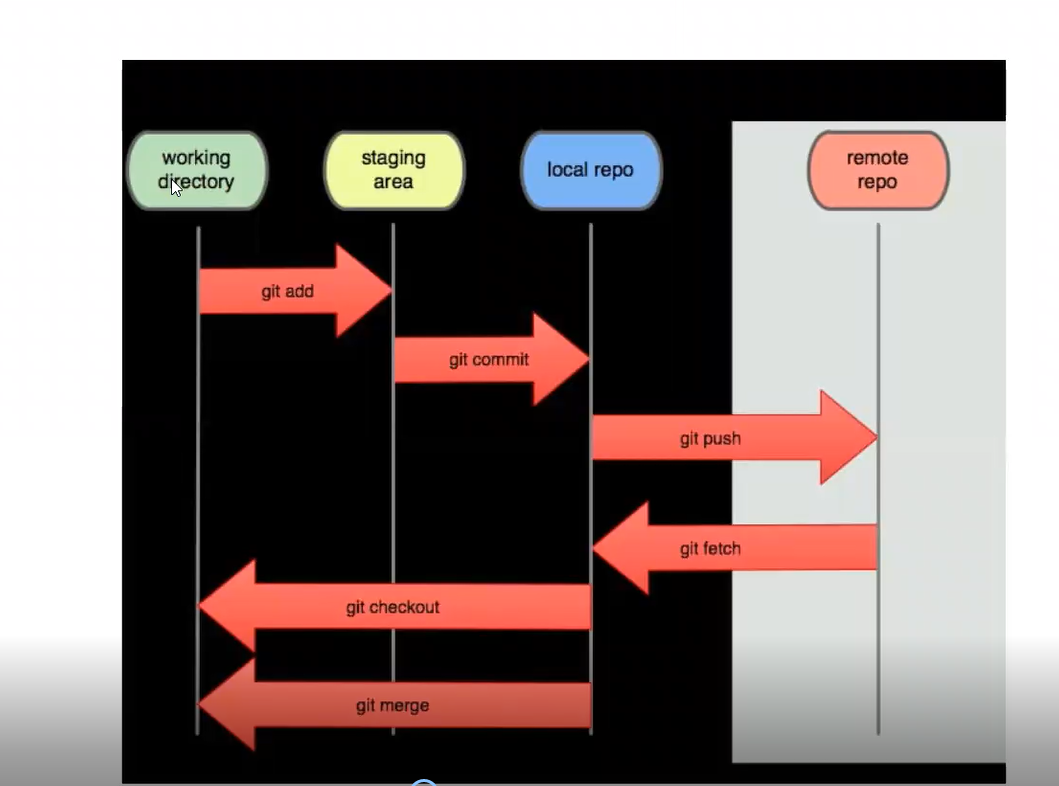 working
directory
staging
area
local repo
remote
repo
git add
git commit
git push
git fetch
git checkout
git merge